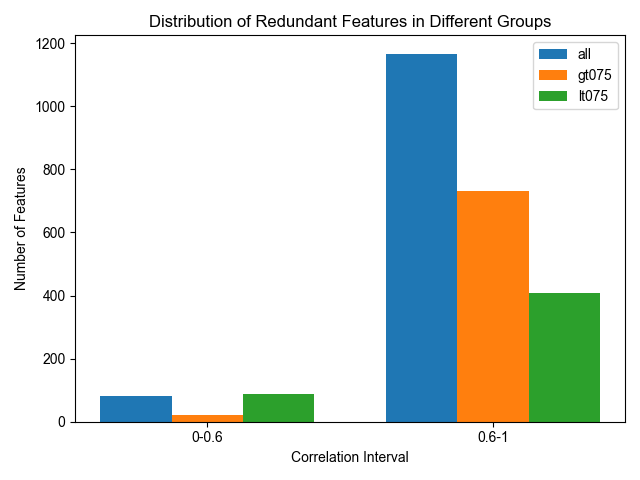 Distribution of Redundant Features in Different Groups
1200
1000
800
600
400
200
0
Number of Features
all
gt075
lt075
0-0.6
0.6-1
Correlation Interval